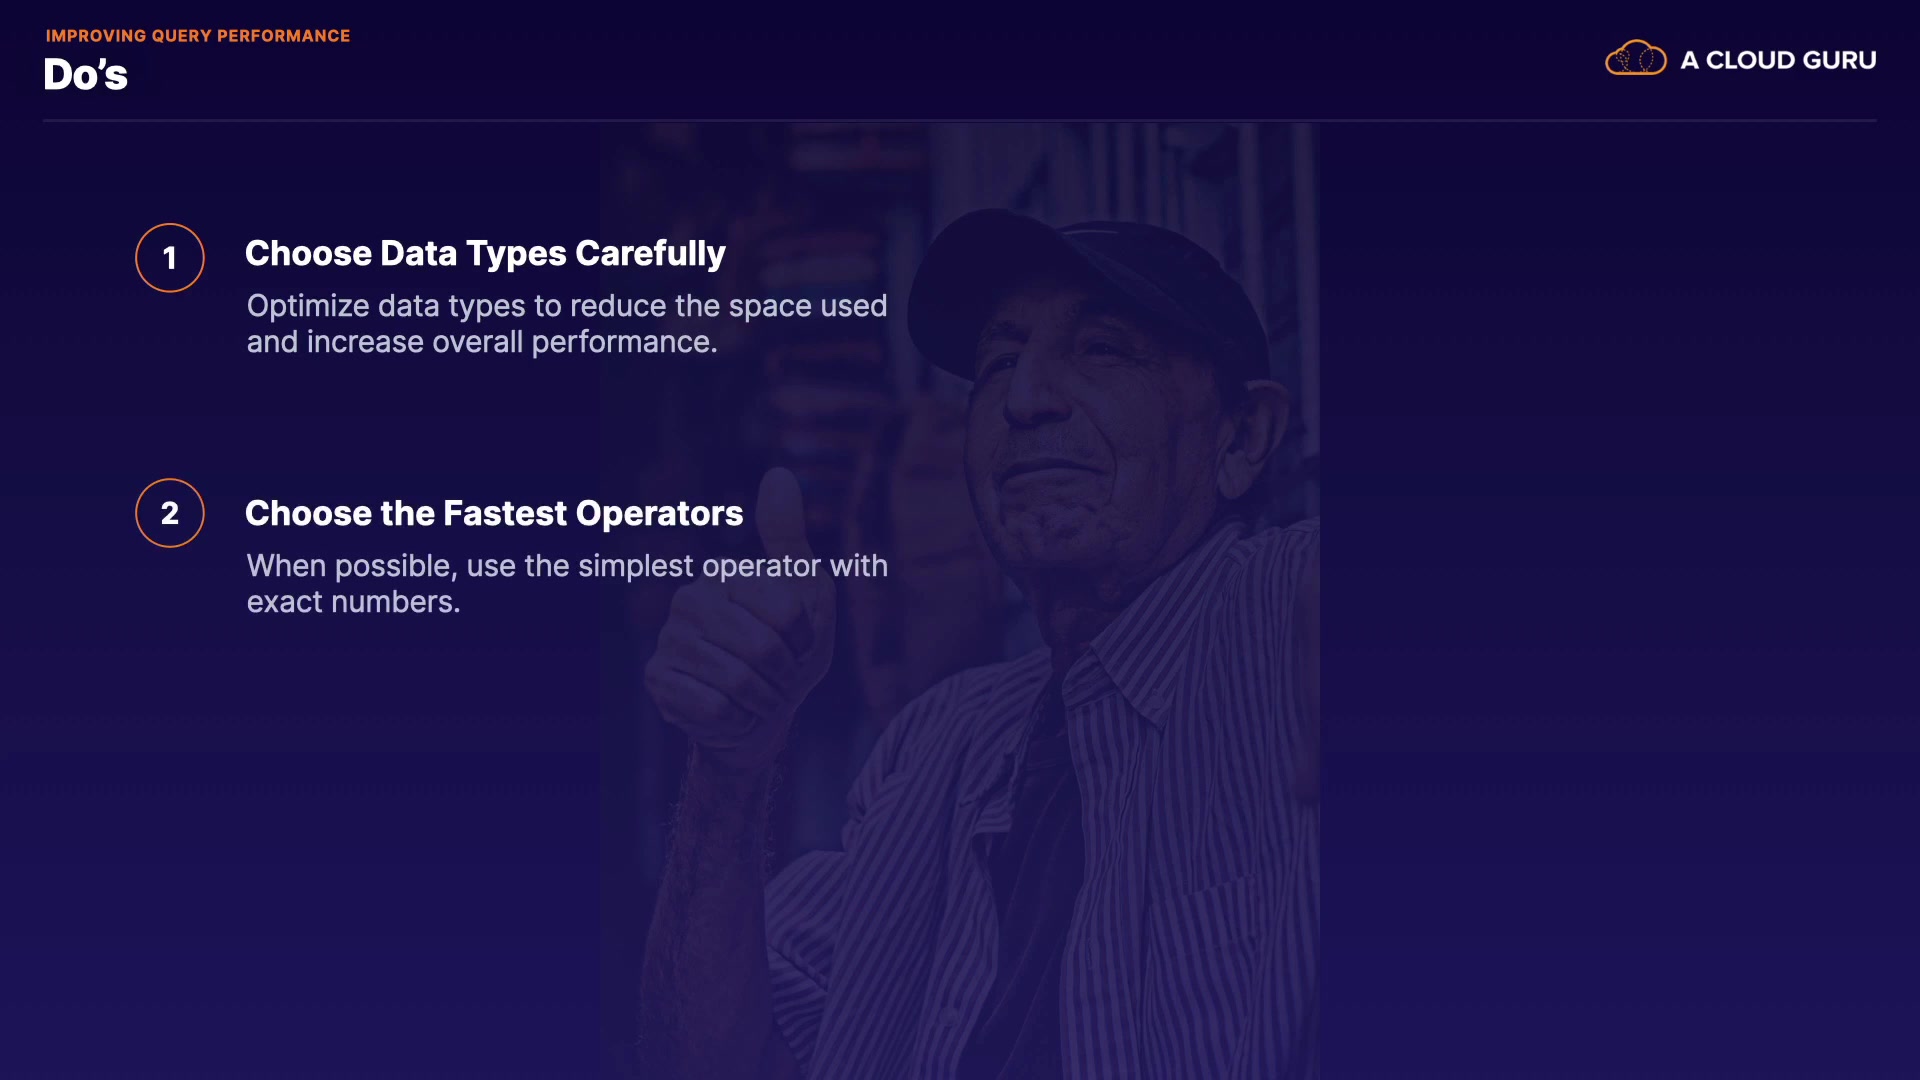 IMPROVING QUERY PERFORMANCE
Do’s
A CLOUD GURU
1
Choose Data Types Carefully
Optimize data types to reduce the space used
and increase overall performance.
2
Choose the Fastest Operators
When possible, use the simplest operator with
exact numbers.